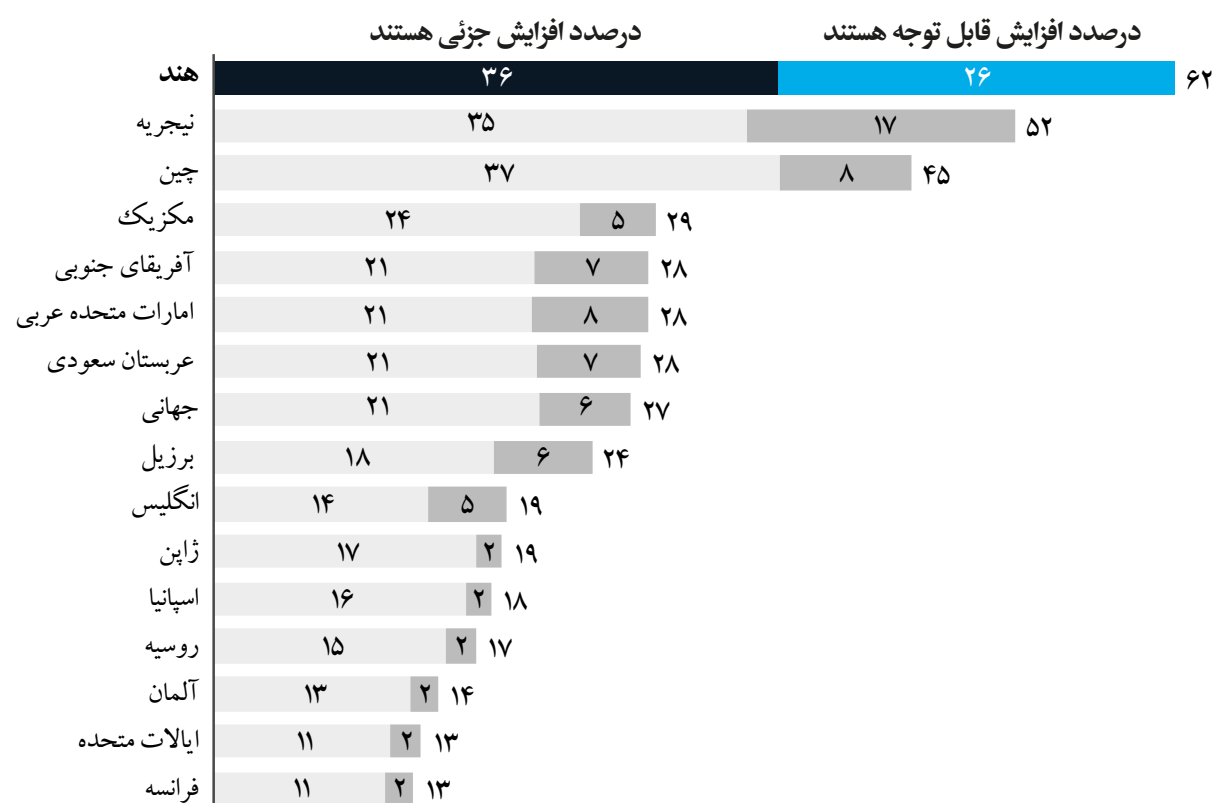 درصدد افزایش قابل توجه هستند درصدد افزایش جزئی هستند
هند ۳۶ ۲۶ ۶۲
نیجریه ۳۵ ۱۷ ۵۲
چین ۳۷ ۸ ۴۵
مکزیک ۲۴ ۵ ۲۹
آفریقای جنوبی ۲۱ ۷ ۲۸
امارات متحده عربی ۲۱ ۸ ۲۸
عربستان سعودی ۲۱ ۷ ۲۸
جهانی ۲۱ ۶ ۲۷
برزیل ۱۸ ۶ ۲۴
انگلیس ۱۴ ۵ ۱۹
ژاپن ۱۷ ۲ ۱۹
اسپانیا ۱۶ ۲ ۱۸
روسیه ۱۵ ۲ ۱۷
آلمان ۱۳ ۲ ۱۴
ایالات متحده ۱۱ ۲ ۱۳
فرانسه ۱۱ ۲ ۱۳